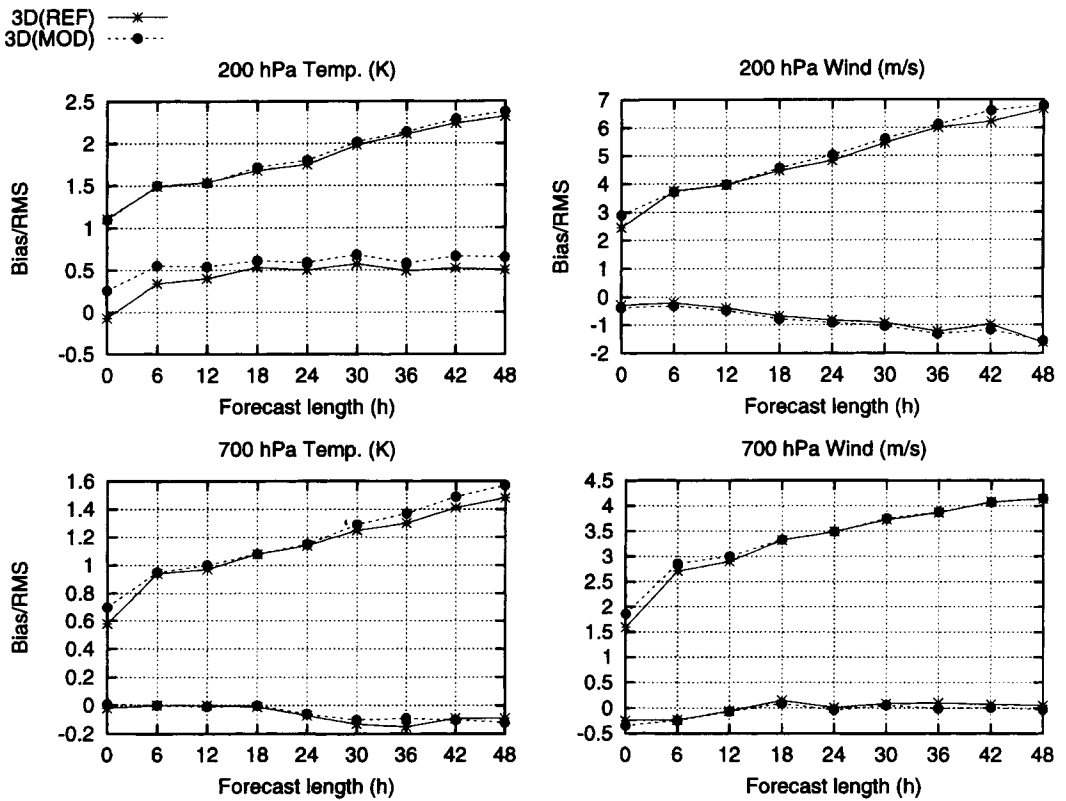 3D(REF)
3D(MOD)
200 hPa Temp. (K)
2.5
2
1.5
1
0.5
0
-0.5
Bias/RMS
0 6 12 18 24 30 36 42 48
Forecast length (h)
200 hPa Wind (m/s)
7
6
5
4
3
2
1
0
-1
-2
Bias/RMS
0 6 12 18 24 30 36 42 48
Forecast length (h)
700 hPa Temp. (K)
1.6
1.4
1.2
1
0.8
0.6
0.4
0.2
0
-0.2
Bias/RMS
0 6 12 18 24 30 36 42 48
Forecast length (h)
700 hPa Wind (m/s)
4.5
4
3.5
3
2.5
2
1.5
1
0.5
0
-0.5
0 6 12 18 24 30 36 42 48
Forecast length (h)